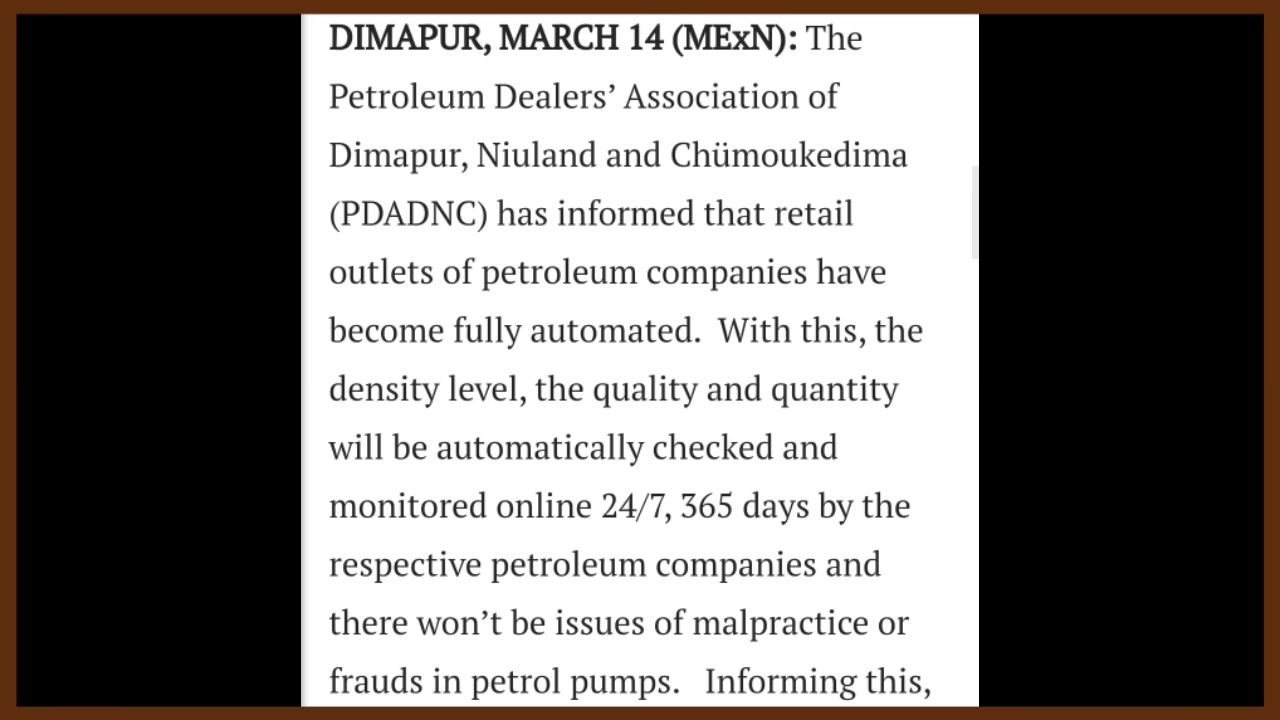 DIMAPUR, MARCH 14 (MExN): The
Petroleum Dealers’ Association of
Dimapur, Niuland and Chümoukedima
(PDADNC) has informed that retail
outlets of petroleum companies have
become fully automated.  With this, the
density level, the quality and quantity
will be automatically checked and
monitored online 24/7, 365 days by the
respective petroleum companies and
there won’t be issues of malpractice or
frauds in petrol pumps.   Informing this,